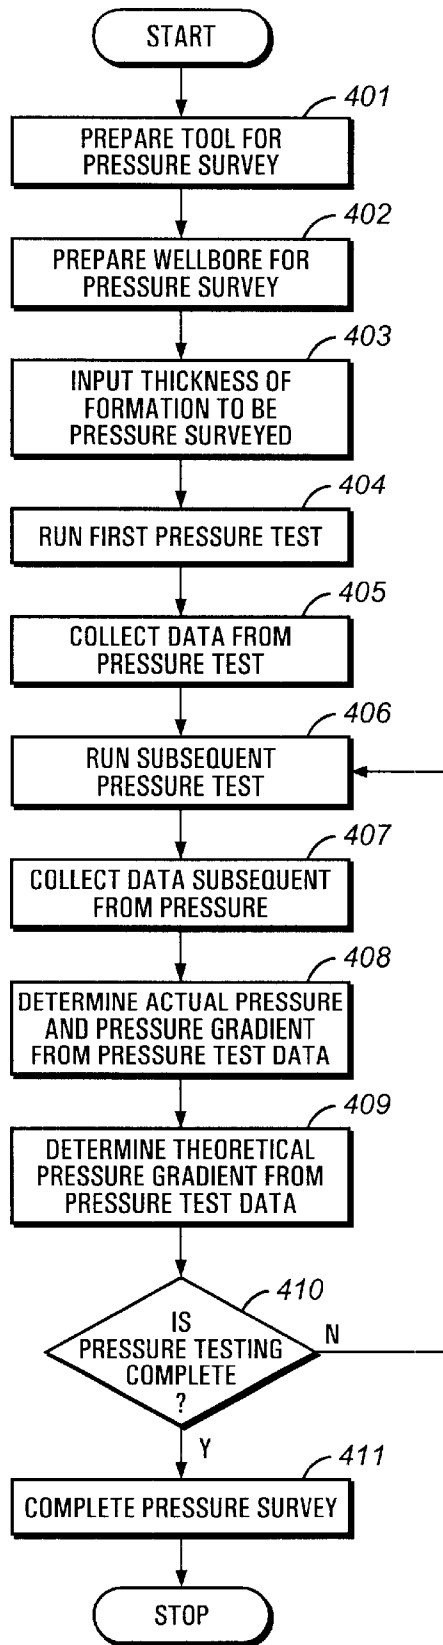 START
401
PREPARE TOOL FOR
PRESSURE SURVEY
402
PREPARE WELLBORE FOR
PRESSURE SURVEY
403
INPUT THICKNESS OF
FORMATION TO BE
PRESSURE SURVEYED
404
RUN FIRST PRESSURE TEST
405
COLLECT DATA FROM
PRESSURE TEST
406
RUN SUBSEQUENT
PRESSURE TEST
407
COLLECT DATA SUBSEQUENT
FROM PRESSURE
408
DETERMINE ACTUAL PRESSURE
AND PRESSURE GRADIENT
FROM PRESSURE TEST DATA
409
DETERMINE THEORETICAL
PRESSURE GRADIENT FROM
PRESSURE TEST DATA
410
IS
PRESSURE TESTING
COMPLETE
?
N
Y
411
COMPLETE PRESSURE SURVEY
STOP